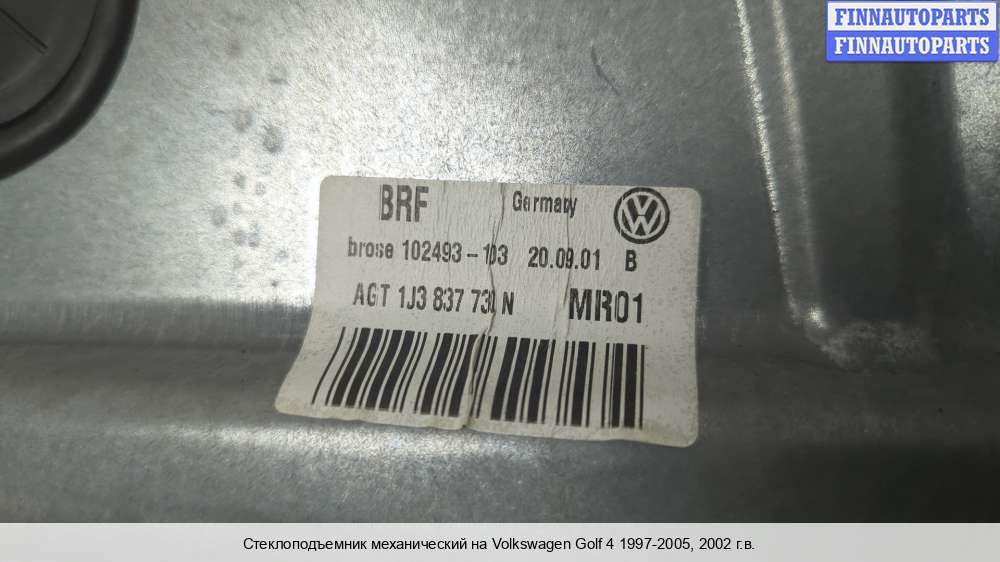 FINNAUTOPARTS
FINNAUTOPARTS
BRF Germany
brose 102493-103 20.09.01 B
AGT 1J3 837 730 N MR01
Стеклоподъемник механический на Volkswagen Golf 4 1997-2005, 2002 г.в.